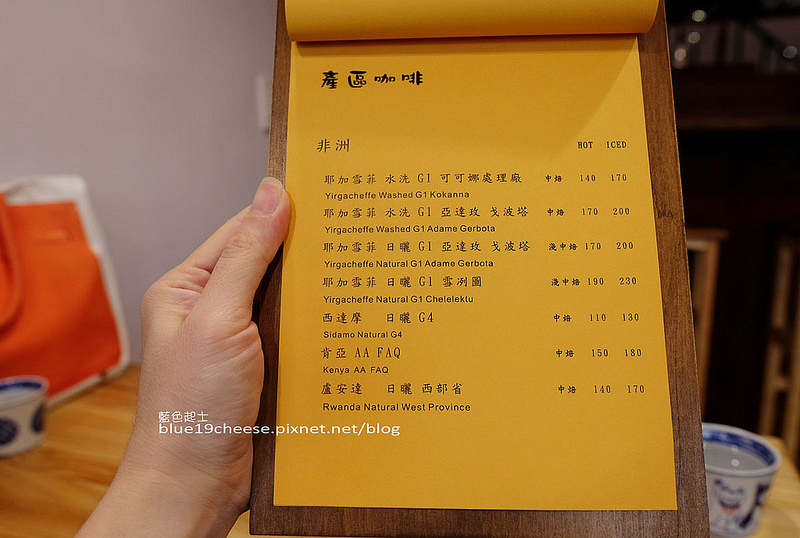 產區咖啡
非洲 HOT ICED
耶加雪菲 水洗 G1 可可娜處理廠 中焙 140 170
Yirgacheffe Washed G1 Kokanna
耶加雪菲 水洗 G1 亞達玫 戈波塔 中焙 170 200
Yirgacheffe Washed G1 Adame Gerbota
耶加雪菲 日曬 G1 亞達玫 戈波塔 淺中焙 170 200
Yirgacheffe Natural G1 Adame Gerbota
耶加雪菲 日曬 G1 雪冽圖 淺中焙 190 230
Yirgacheffe Natural G1 Chelelektu
西達摩 日曬 G4 中焙 110 130
Sidamo Natural G4
肯亞 AA FAQ 中焙 150 180
Kenya AA FAQ
盧安達 日曬 西部省 中焙 140 170
Rwanda Natural West Province
藍色起士
blue19cheese.pixnet.net/blog